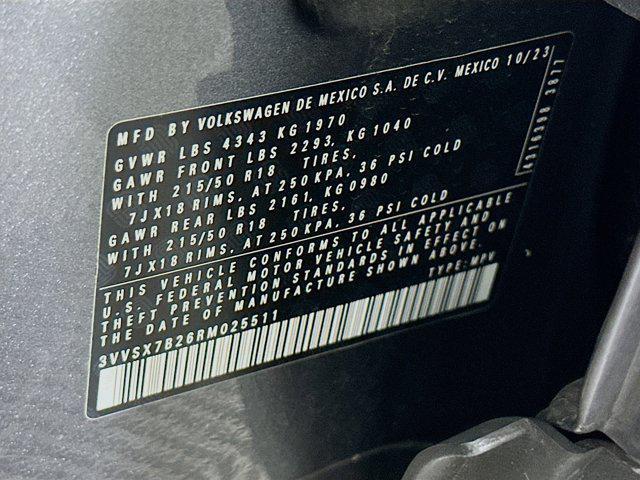 MFD BY VOLKSWAGEN DE MEXICO S.A. DE C.V. MEXICO 10/23
GVWR LBS 4343 KG 1970
GAWR FRONT LBS 2293, KG 1040
WITH 215/50 R18 TIRES,
7JX18 RIMS, AT 250 KPA, 36 PSI COLD
GAWR REAR LBS 2161, KG 0980
WITH 215/50 R18 TIRES,
7JX18 RIMS, AT 250 KPA, 36 PSI COLD
THIS VEHICLE CONFORMS TO ALL APPLICABLE
U.S. FEDERAL MOTOR VEHICLE SAFETY AND
THEFT PREVENTION STANDARDS IN EFFECT ON
THE DATE OF MANUFACTURE SHOWN ABOVE.
TYPE: MPV
3VVSX7B26RM025511